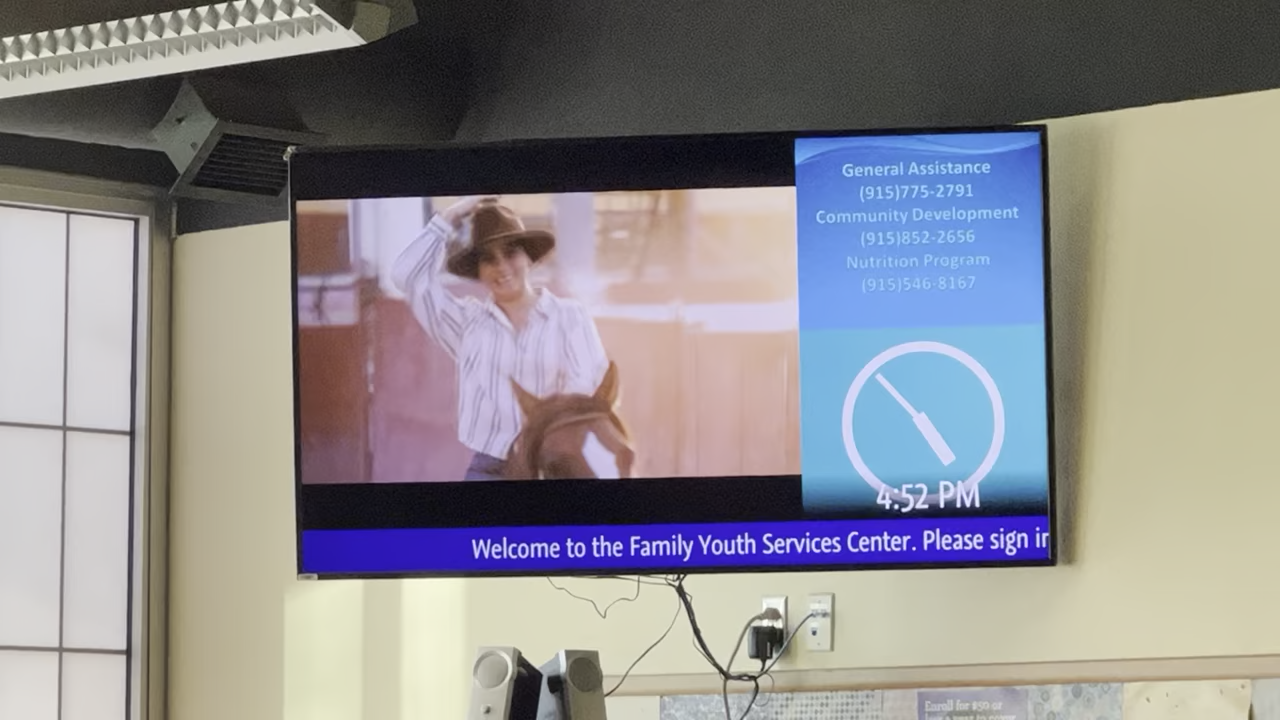 General Assistance
(915)775-2791
Community Development
(915)852-2656
Nutrition Program
(915)546-8167
4:52 PM
Welcome to the Family Youth Services Center. Please sign in
Enroll for $50 or